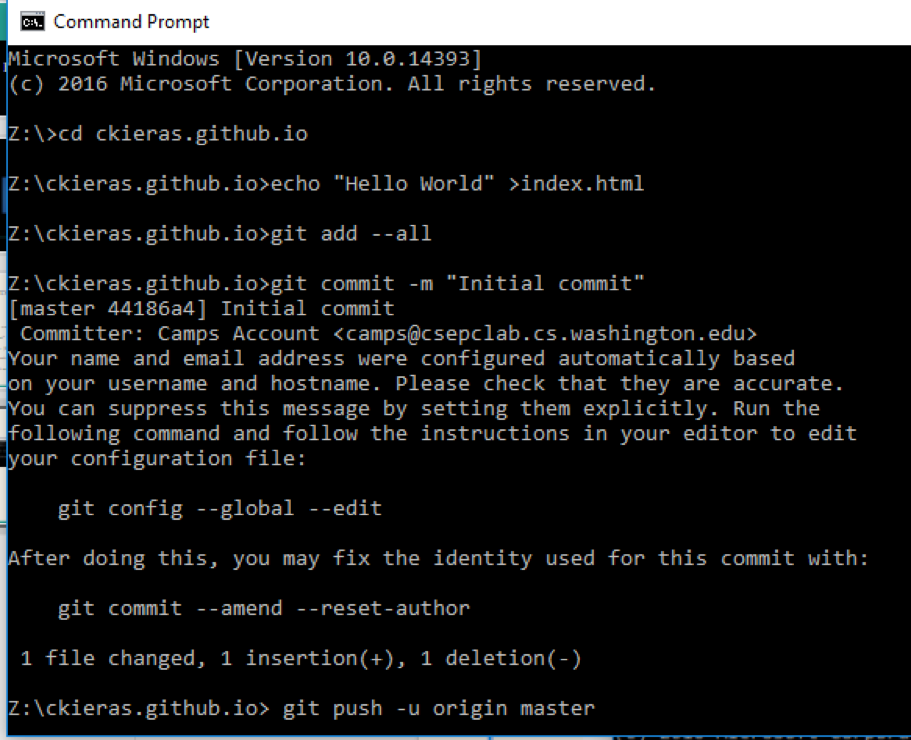 Command Prompt
Microsoft Windows [Version 10.0.14393]
(c) 2016 Microsoft Corporation. All rights reserved.
Z:\>cd ckieras.github.io
Z:\ckieras.github.io>echo "Hello World" >index.html
Z:\ckieras.github.io>git add --all
Z:\ckieras.github.io>git commit -m "Initial commit"
[master 44186a4] Initial commit
Committer: Camps Account <camps@csepclab.cs.washington.edu>
Your name and email address were configured automatically based
on your username and hostname. Please check that they are accurate.
You can suppress this message by setting them explicitly. Run the
following command and follow the instructions in your editor to edit
your configuration file:
git config --global --edit
After doing this, you may fix the identity used for this commit with:
git commit --amend --reset-author
1 file changed, 1 insertion(+), 1 deletion(-)
Z:\ckieras.github.io> git push -u origin master